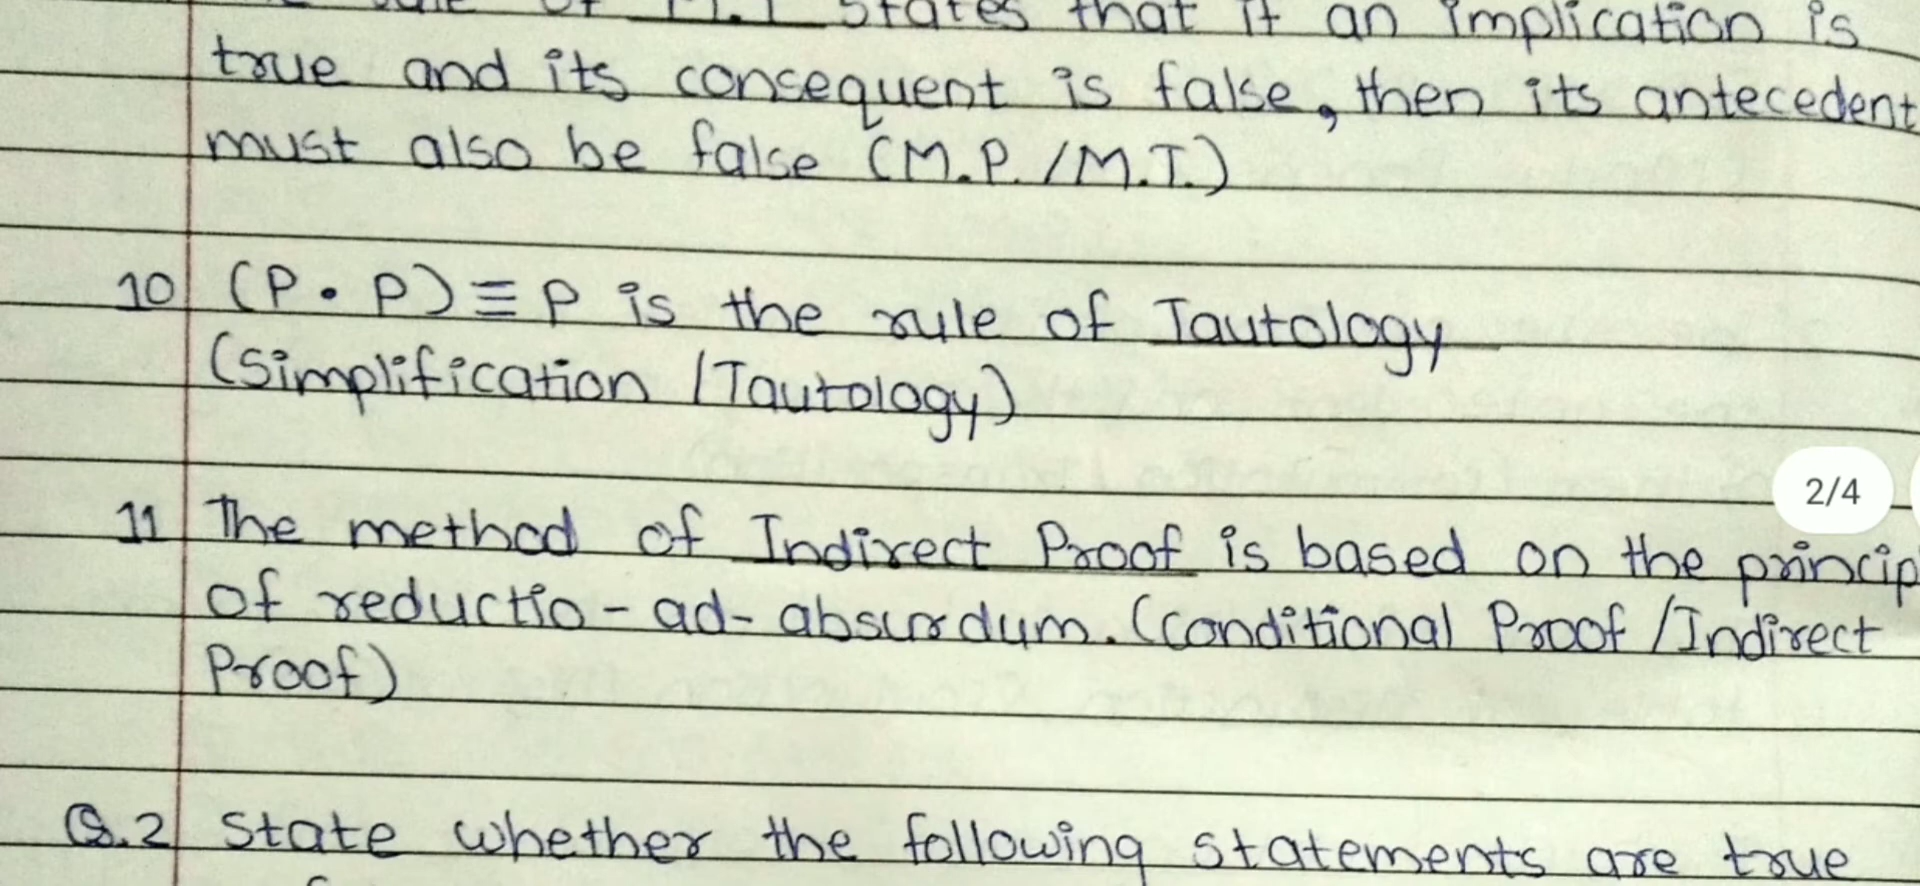 rule of M.T states that if an implication is
true and its consequent is false, then its antecedent
must also be false (M.P. / M.T.)
10 (P . P) ≡ P is the rule of Tautology
(Simplification / Tautology)
2/4
11 The method of Indirect Proof is based on the princip
of reductio - ad - absurdum. (Conditional Proof / Indirect
Proof)
Q.2 State whether the following statements are true